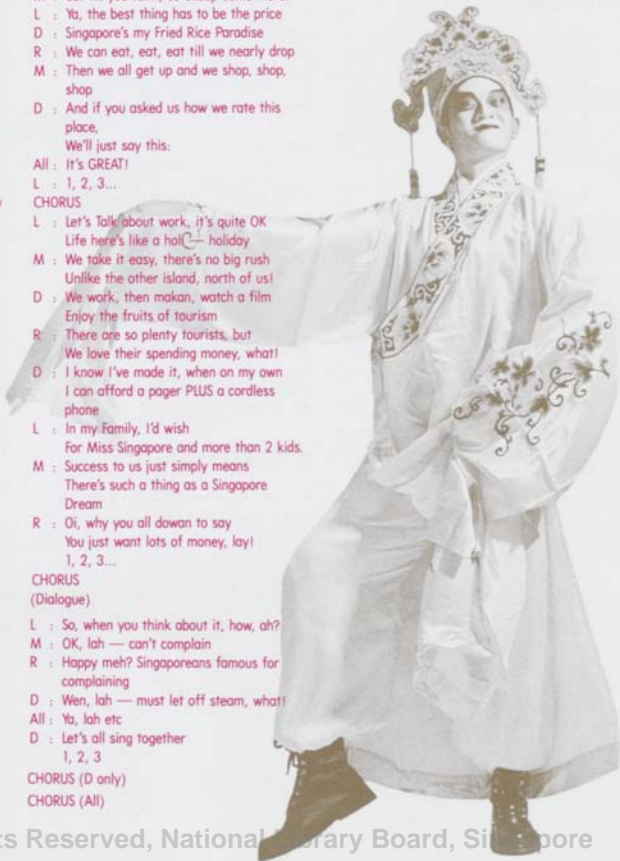 L : Ya, the best thing has to be the price
D : Singapore's my Fried Rice Paradise
R : We can eat, eat, eat till we nearly drop
M : Then we all get up and we shop, shop,
shop
D : And if you asked us how we rate this
place,
We'll just say this:
All : It's GREAT!
L : 1, 2, 3...
CHORUS
L : Let's Talk about work, it's quite OK
Life here's like a holi — holiday
M : We take it easy, there's no big rush
Unlike the other island, north of us!
D : We work, then makan, watch a film
Enjoy the fruits of tourism
R : There are so plenty tourists, but
We love their spending money, what!
D : I know I've made it, when on my own
I can afford a pager PLUS a cordless
phone
L : In my Family, I'd wish
For Miss Singapore and more than 2 kids.
M : Success to us just simply means
There's such a thing as a Singapore
Dream
R : Oi, why you all dowan to say
You just want lots of money, lay!
1, 2, 3...
CHORUS
(Dialogue)
L : So, when you think about it, how, ah?
M : OK, lah — can't complain
R : Happy meh? Singaporeans famous for
complaining
D : Wen, lah — must let off steam, what!
All : Ya, lah etc
D : Let's all sing together
1, 2, 3
CHORUS (D only)
CHORUS (All)
Reserved, National Library Board, Singapore